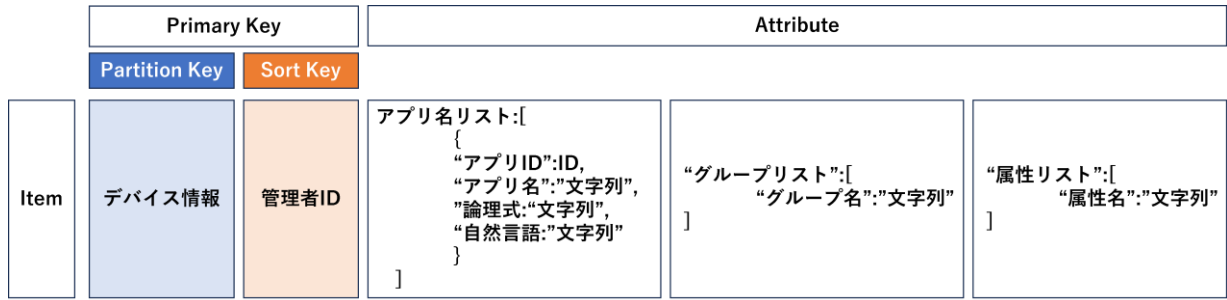 Primary Key
Attribute
Partition Key
Sort Key
Item
デバイス情報
管理者ID
アプリ名リスト:[
{
“アプリID”:ID,
“アプリ名”:”文字列”,
”論理式:“文字列”,
“自然言語:”文字列”
}
]
“グループリスト”:[
“グループ名”:”文字列”
]
“属性リスト”:[
“属性名”:”文字列”
]